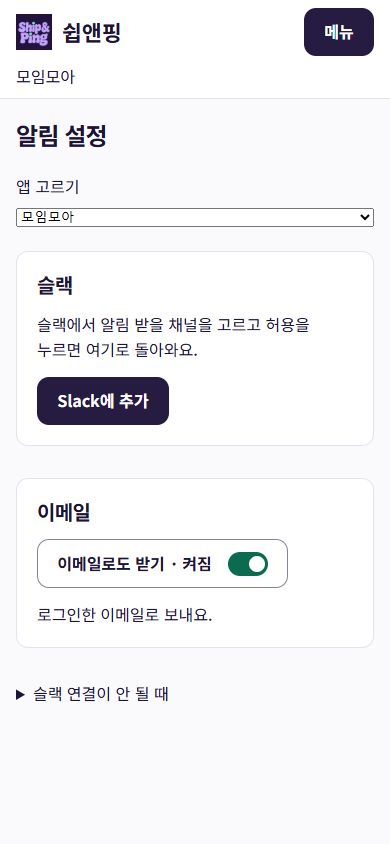 Ship&
Ping
쉽앤핑
메뉴
모임모아
알림 설정
앱 고르기
모임모아
슬랙
슬랙에서 알림 받을 채널을 고르고 허용을
누르면 여기로 돌아와요.
Slack에 추가
이메일
이메일로도 받기 · 켜짐
로그인한 이메일로 보내요.
슬랙 연결이 안 될 때